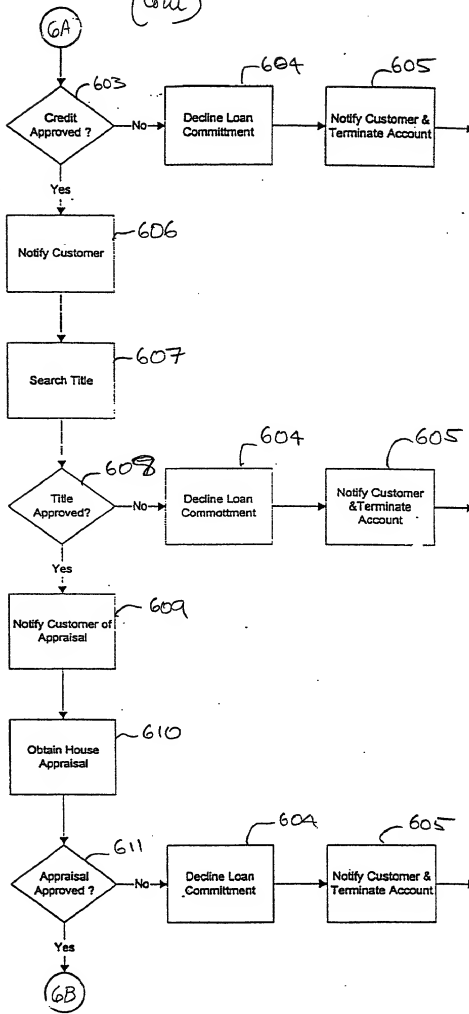 (Cont)
6A
603
Credit
Approved ?
No
604
Decline Loan
Committment
605
Notify Customer &
Terminate Account
Yes
606
Notify Customer
607
Search Title
608
Title
Approved?
No
604
Decline Loan
Commottment
605
Notify Customer
&Terminate
Account
Yes
609
Notify Customer of
Appraisal
610
Obtain House
Appraisal
611
Appraisal
Approved ?
No
604
Decline Loan
Committment
605
Notify Customer &
Terminate Account
Yes
6B